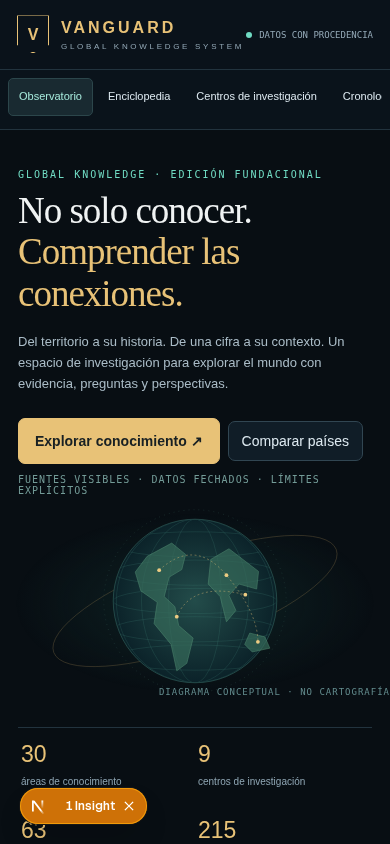 V
VANGUARD
GLOBAL KNOWLEDGE SYSTEM
DATOS CON PROCEDENCIA
Observatorio
Enciclopedia
Centros de investigación
Cronolo
GLOBAL KNOWLEDGE · EDICIÓN FUNDACIONAL
No solo conocer.
Comprender las
conexiones.
Del territorio a su historia. De una cifra a su contexto. Un
espacio de investigación para explorar el mundo con
evidencia, preguntas y perspectivas.
Explorar conocimiento ↗
Comparar países
FUENTES VISIBLES · DATOS FECHADOS · LÍMITES
EXPLÍCITOS
DIAGRAMA CONCEPTUAL · NO CARTOGRAFÍA
30
9
áreas de conocimiento
centros de investigación
N
1 Insight
63
215